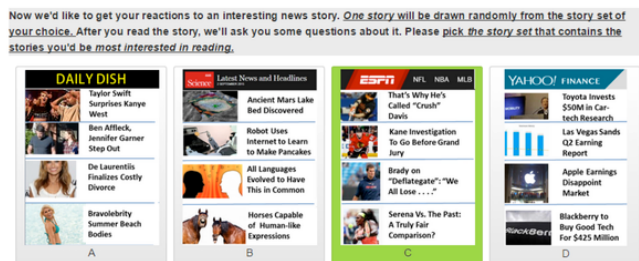 Now we'd like to get your reactions to an interesting news story. One story will be drawn randomly from the story set of
your choice. After you read the story, we'll ask you some questions about it. Please pick the story set that contains the
stories you'd be most interested in reading.
DAILY DISH
Taylor Swift
Surprises Kanye
West
Ben Affleck,
Jennifer Garner
Step Out
De Laurentiis
Finalizes Costly
Divorce
Bravolebrity
Summer Beach
Bodies
A
Science
Latest News and Headlines
Ancient Mars Lake
Bed Discovered
Robot Uses
Internet to Learn
to Make Pancakes
All Languages
Evolved to Have
This in Common
Horses Capable
of Human-like
Expressions
B
ESPN NFL NBA MLB
That's Why He's
Called "Crush"
Davis
Kane Investigation
To Go Before Grand
Jury
Brady on
"Deflategate": "We
All Lose . . . ."
Serena Vs. The Past:
A Truly Fair
Comparison?
C
YAHOO! FINANCE
Toyota Invests
$50M in Car-
tech Research
Las Vegas Sands
Q2 Earning
Report
Apple Earnings
Disappoint
Market
BlackBerr
Blackberry to
Buy Good Tech
For $425 Million
D